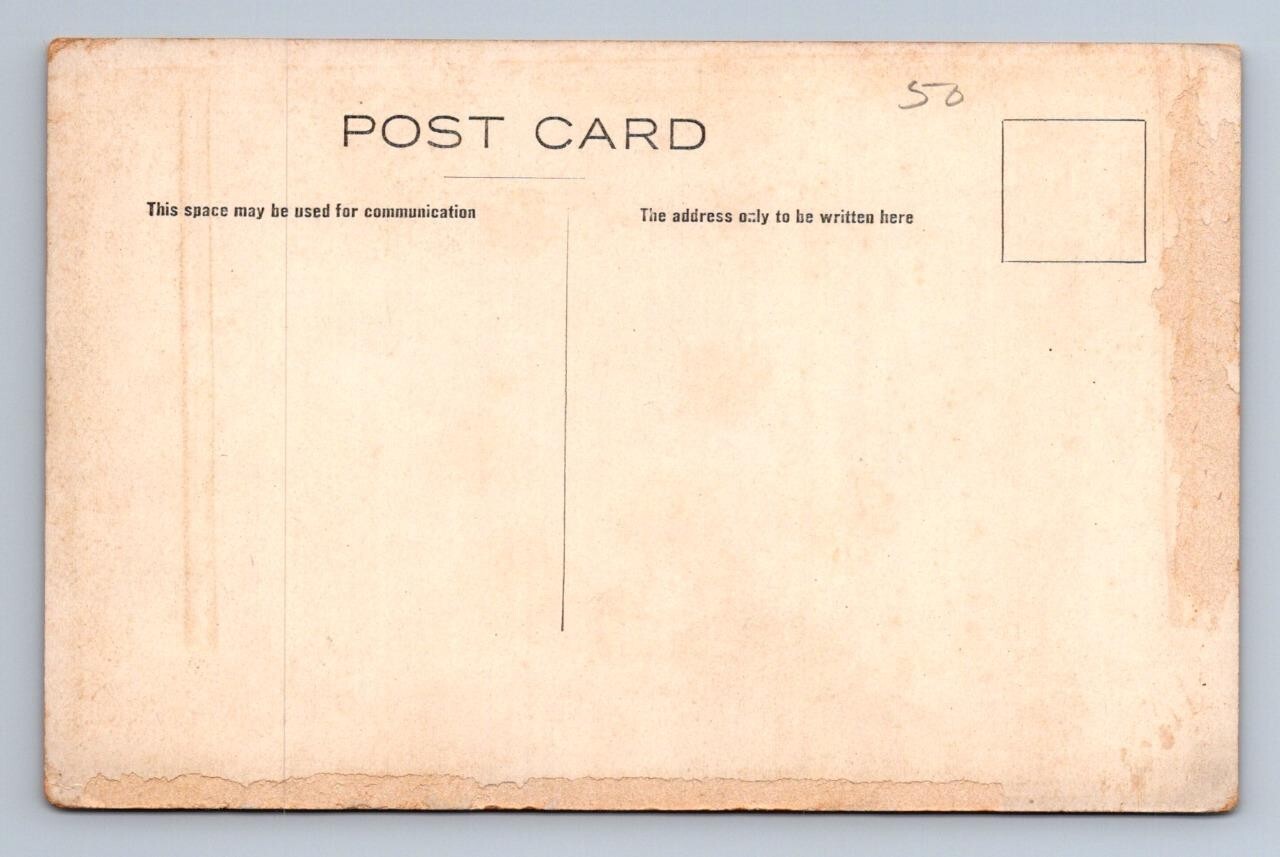 50
POST CARD
This space may be used for communication
The address only to be written here